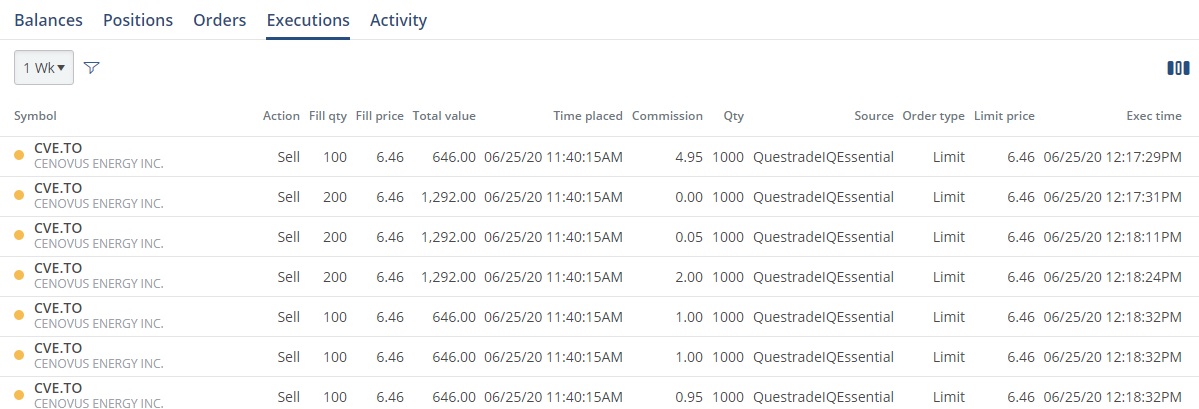 Balances Positions Orders Executions Activity
1 Wk
Symbol Action Fill qty Fill price Total value Time placed Commission Qty Source Order type Limit price Exec time
CVE.TO
CENOVUS ENERGY INC.
Sell 100 6.46 646.00 06/25/20 11:40:15AM 4.95 1000 QuestradeIQEssential Limit 6.46 06/25/20 12:17:29PM
CVE.TO
CENOVUS ENERGY INC.
Sell 200 6.46 1,292.00 06/25/20 11:40:15AM 0.00 1000 QuestradeIQEssential Limit 6.46 06/25/20 12:17:31PM
CVE.TO
CENOVUS ENERGY INC.
Sell 200 6.46 1,292.00 06/25/20 11:40:15AM 0.05 1000 QuestradeIQEssential Limit 6.46 06/25/20 12:18:11PM
CVE.TO
CENOVUS ENERGY INC.
Sell 200 6.46 1,292.00 06/25/20 11:40:15AM 2.00 1000 QuestradeIQEssential Limit 6.46 06/25/20 12:18:24PM
CVE.TO
CENOVUS ENERGY INC.
Sell 100 6.46 646.00 06/25/20 11:40:15AM 1.00 1000 QuestradeIQEssential Limit 6.46 06/25/20 12:18:32PM
CVE.TO
CENOVUS ENERGY INC.
Sell 100 6.46 646.00 06/25/20 11:40:15AM 1.00 1000 QuestradeIQEssential Limit 6.46 06/25/20 12:18:32PM
CVE.TO
CENOVUS ENERGY INC.
Sell 100 6.46 646.00 06/25/20 11:40:15AM 0.95 1000 QuestradeIQEssential Limit 6.46 06/25/20 12:18:32PM